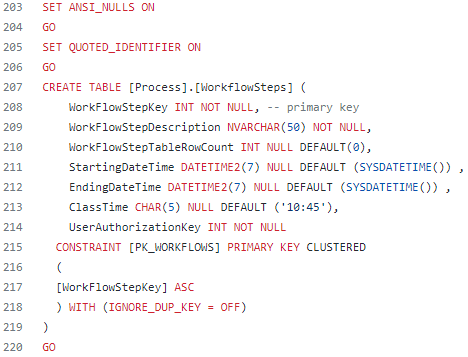 203 SET ANSI_NULLS ON
204 GO
205 SET QUOTED_IDENTIFIER ON
206 GO
207 CREATE TABLE [Process].[WorkflowSteps] (
208 WorkFlowStepKey INT NOT NULL, -- primary key
209 WorkFlowStepDescription NVARCHAR(50) NOT NULL,
210 WorkFlowStepTableRowCount INT NULL DEFAULT(0),
211 StartingDateTime DATETIME2(7) NULL DEFAULT (SYSDATETIME()) ,
212 EndingDateTime DATETIME2(7) NULL DEFAULT (SYSDATETIME()) ,
213 ClassTime CHAR(5) NULL DEFAULT ('10:45'),
214 UserAuthorizationKey INT NOT NULL
215 CONSTRAINT [PK_WORKFLOWS] PRIMARY KEY CLUSTERED
216 (
217 [WorkFlowStepKey] ASC
218 ) WITH (IGNORE_DUP_KEY = OFF)
219 )
220 GO